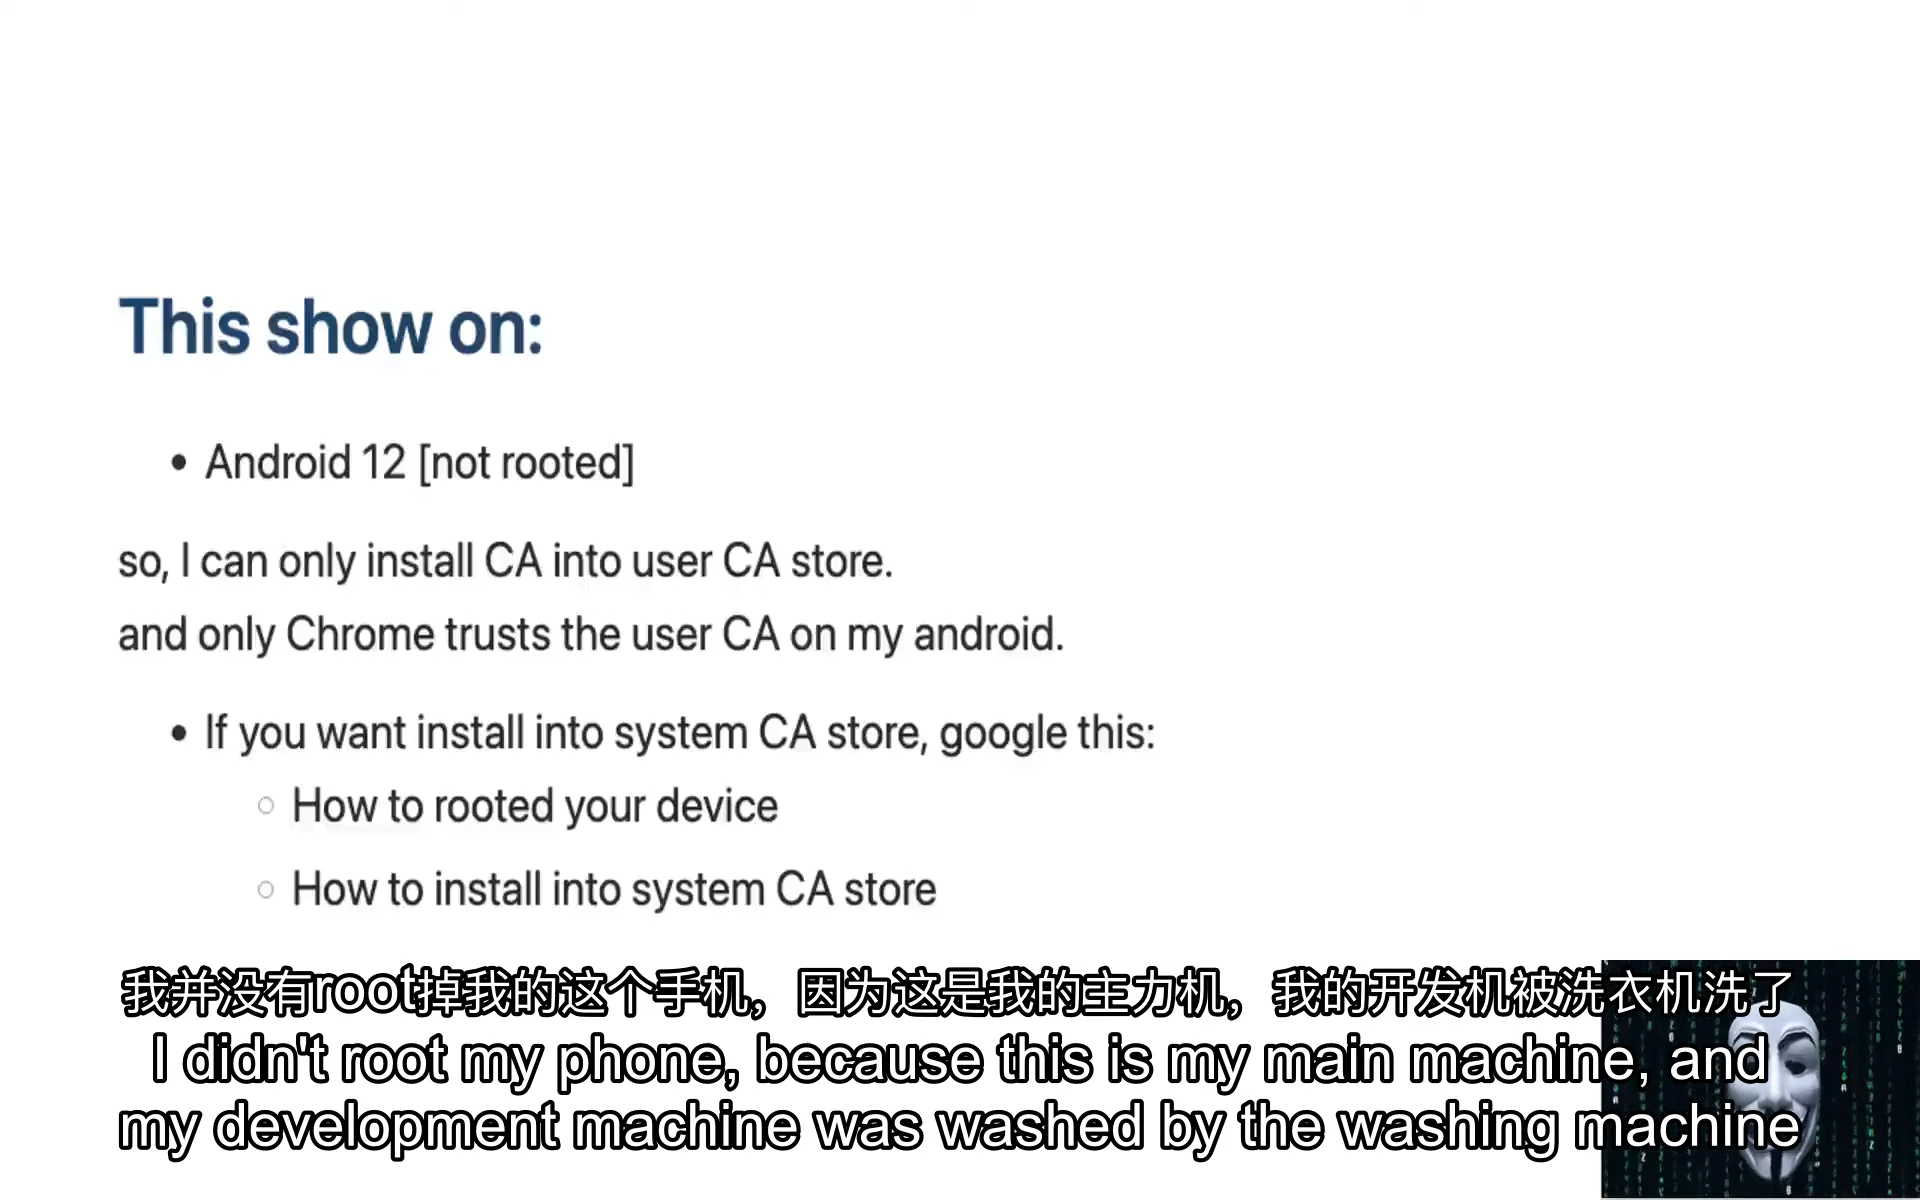 This show on:
• Android 12 [not rooted]
so, I can only install CA into user CA store.
and only Chrome trusts the user CA on my android.
• If you want install into system CA store, google this:
○ How to rooted your device
○ How to install into system CA store
我并没有root掉我的这个手机，因为这是我的主力机，我的开发机被洗衣机洗了
I didn't root my phone, because this is my main machine, and
my development machine was washed by the washing machine